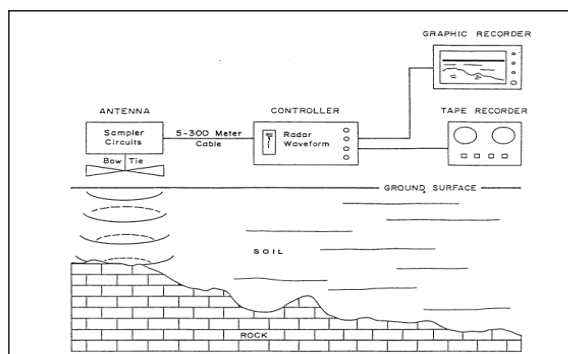 GRAPHIC RECORDER
ANTENNA
CONTROLLER
TAPE RECORDER
Sampler
Circuits
5-300 Meter
Cable
Radar
Waveform
Bow Tie
GROUND SURFACE
SOIL
ROCK